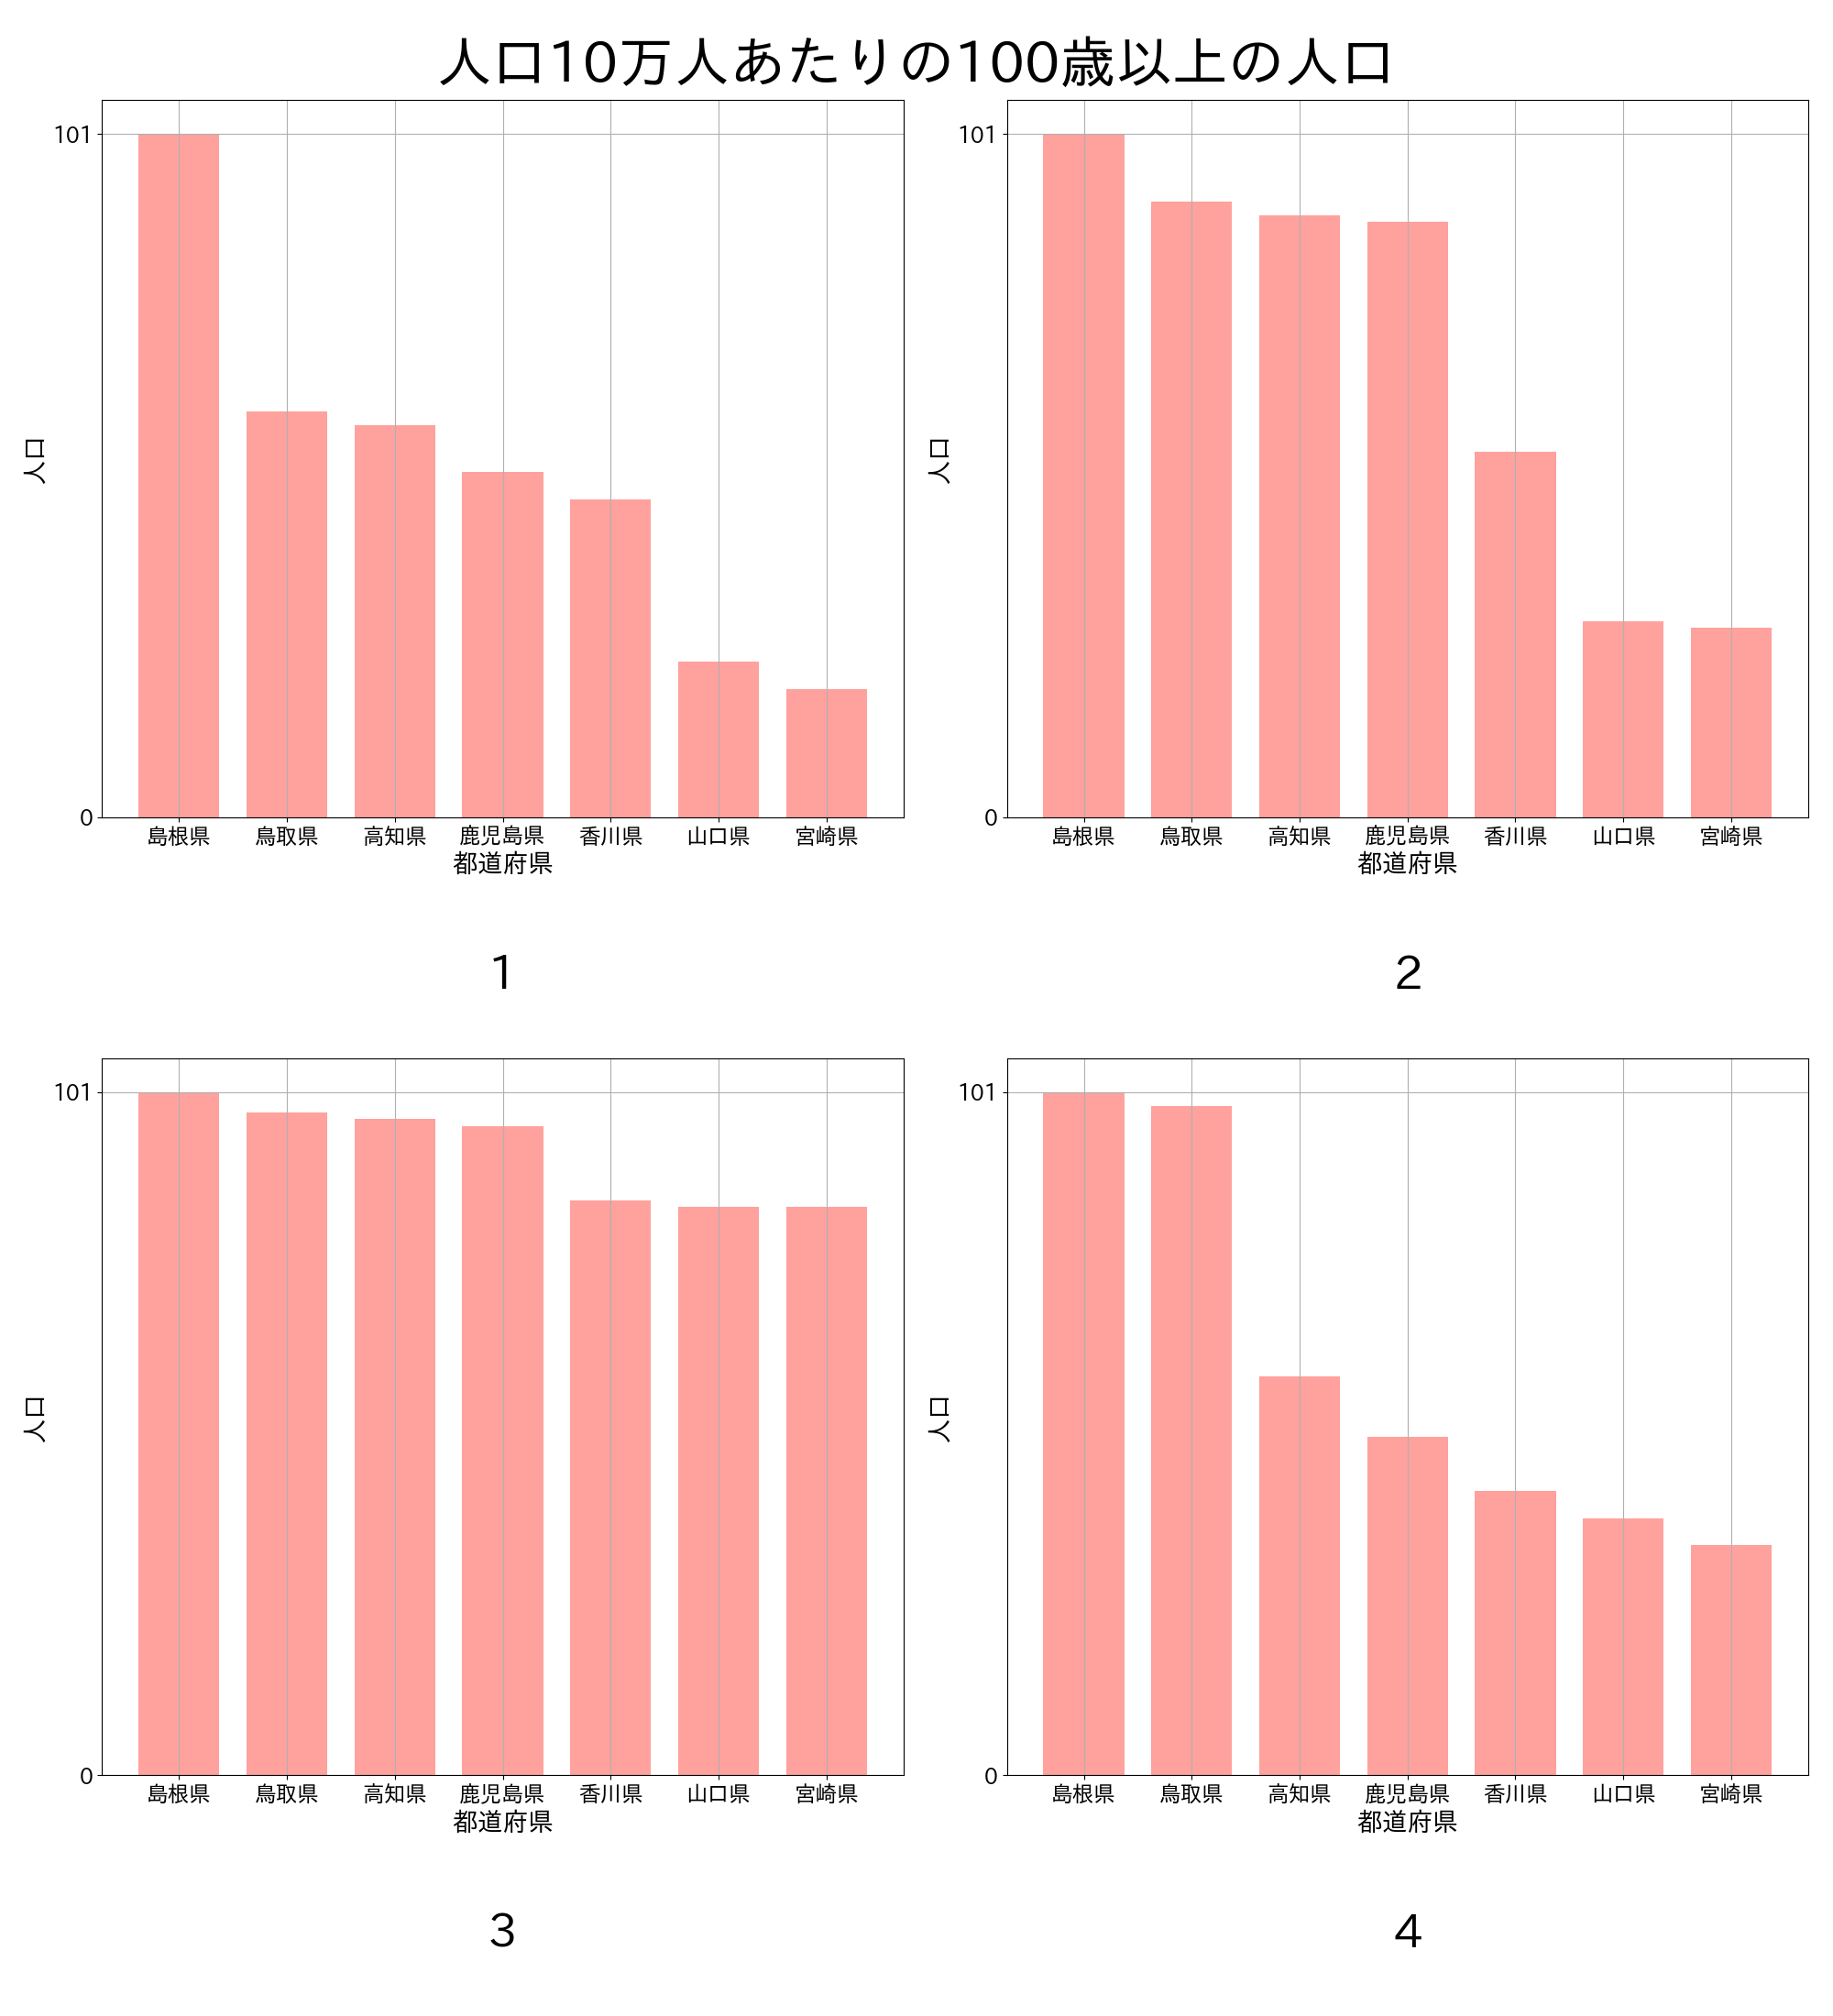 人口10万人あたりの100歳以上の人口
101
0
人口
島根県 鳥取県 高知県 鹿児島県 香川県 山口県 宮崎県
都道府県
1
101
0
人口
島根県 鳥取県 高知県 鹿児島県 香川県 山口県 宮崎県
都道府県
2
101
0
人口
島根県 鳥取県 高知県 鹿児島県 香川県 山口県 宮崎県
都道府県
3
101
0
人口
島根県 鳥取県 高知県 鹿児島県 香川県 山口県 宮崎県
都道府県
4